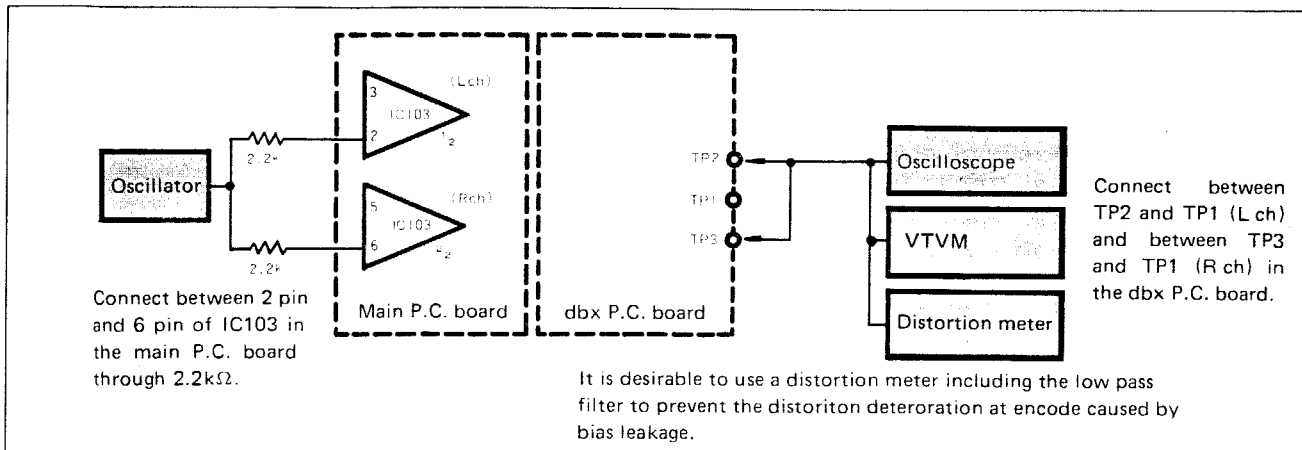 (L ch)
3
IC103
2
1/2
2.2k
Oscillator
(Rch)
5
IC103
6
2/2
2.2k
Connect between 2 pin
and 6 pin of IC103 in
the main P.C. board
through 2.2kΩ.
Main P.C. board
dbx P.C. board
TP2
TP1
TP3
Oscilloscope
VTVM
Distortion meter
Connect between
TP2 and TP1 (L ch)
and between TP3
and TP1 (R ch) in
the dbx P.C. board.
It is desirable to use a distortion meter including the low pass
filter to prevent the distoriton deteroration at encode caused by
bias leakage.